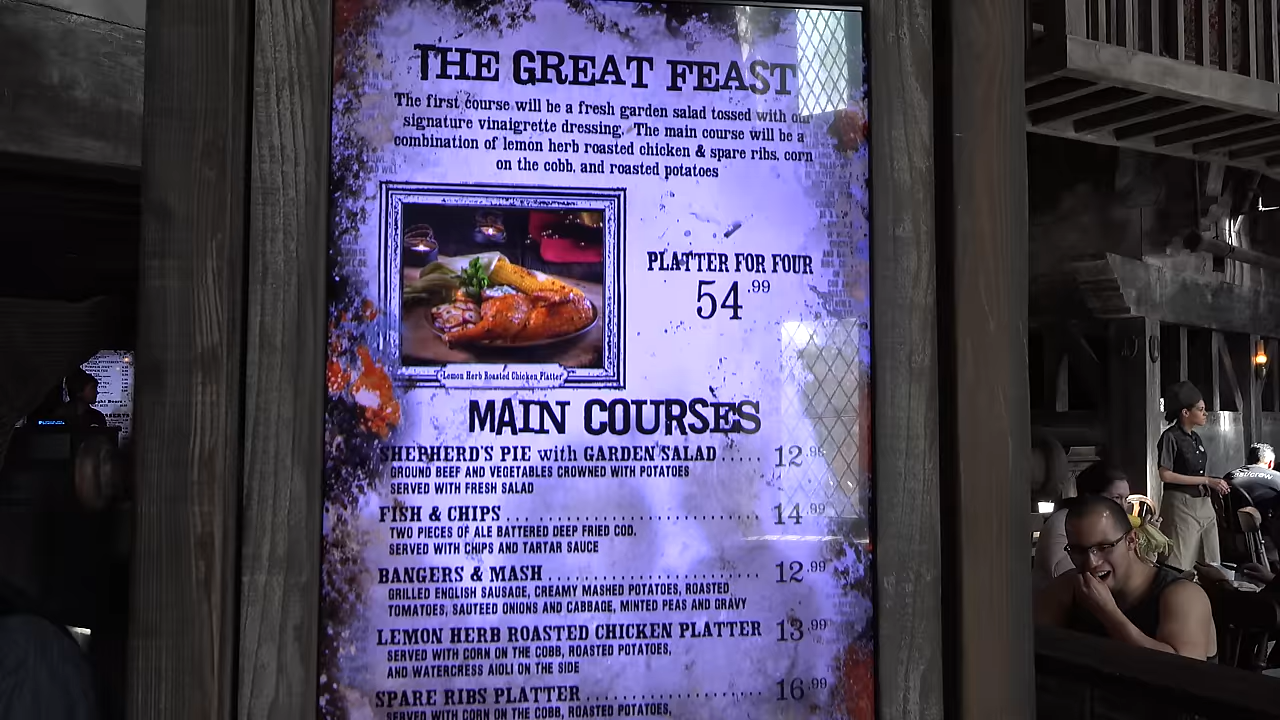 THE GREAT FEAST
The first course will be a fresh garden salad tossed with our
signature vinaigrette dressing. The main course will be a
combination of lemon herb roasted chicken & spare ribs, corn
on the cobb, and roasted potatoes
PLATTER FOR FOUR
54.99
Lemon Herb Roasted Chicken Platter
MAIN COURSES
SHEPHERD'S PIE with GARDEN SALAD ..... 12.99
GROUND BEEF AND VEGETABLES CROWNED WITH POTATOES
SERVED WITH FRESH SALAD
FISH & CHIPS .............................. 14.99
TWO PIECES OF ALE BATTERED DEEP FRIED COD.
SERVED WITH CHIPS AND TARTAR SAUCE
BANGERS & MASH ......................... 12.99
GRILLED ENGLISH SAUSAGE, CREAMY MASHED POTATOES, ROASTED
TOMATOES, SAUTEED ONIONS AND CABBAGE, MINTED PEAS AND GRAVY
LEMON HERB ROASTED CHICKEN PLATTER 13.99
SERVED WITH CORN ON THE COBB, ROASTED POTATOES,
AND WATERCRESS AIOLI ON THE SIDE
SPARE RIBS PLATTER ..................... 16.99
SERVED WITH CORN ON THE COBB, ROASTED POTATOES,